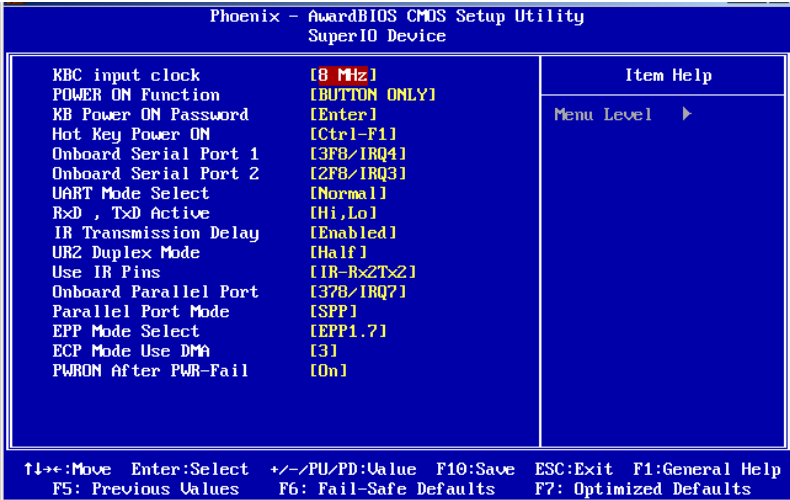 Phoenix - AwardBIOS CMOS Setup Utility
SuperIO Device
KBC input clock [8 MHz]
POWER ON Function [BUTTON ONLY]
KB Power ON Password [Enter]
Hot Key Power ON [Ctrl-F1]
Onboard Serial Port 1 [3F8/IRQ4]
Onboard Serial Port 2 [2F8/IRQ3]
UART Mode Select [Normal]
RxD , TxD Active [Hi,Lo]
IR Transmission Delay [Enabled]
UR2 Duplex Mode [Half]
Use IR Pins [IR-Rx2Tx2]
Onboard Parallel Port [378/IRQ7]
Parallel Port Mode [SPP]
EPP Mode Select [EPP1.7]
ECP Mode Use DMA [3]
PWRON After PWR-Fail [On]
Item Help
Menu Level ►
↑↓→←:Move Enter:Select +/-/PU/PD:Value F10:Save ESC:Exit F1:General Help
F5: Previous Values F6: Fail-Safe Defaults F7: Optimized Defaults